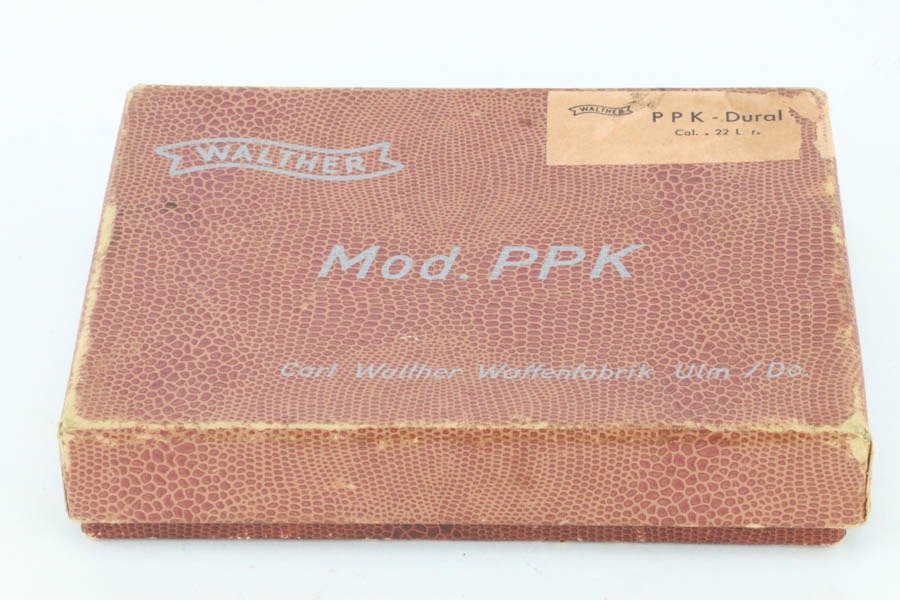 WALTHER
PPK - Dural
Cal. . 22 L. r.
WALTHER
Mod. PPK
Carl Walther Waffenfabrik Ulm / Do.